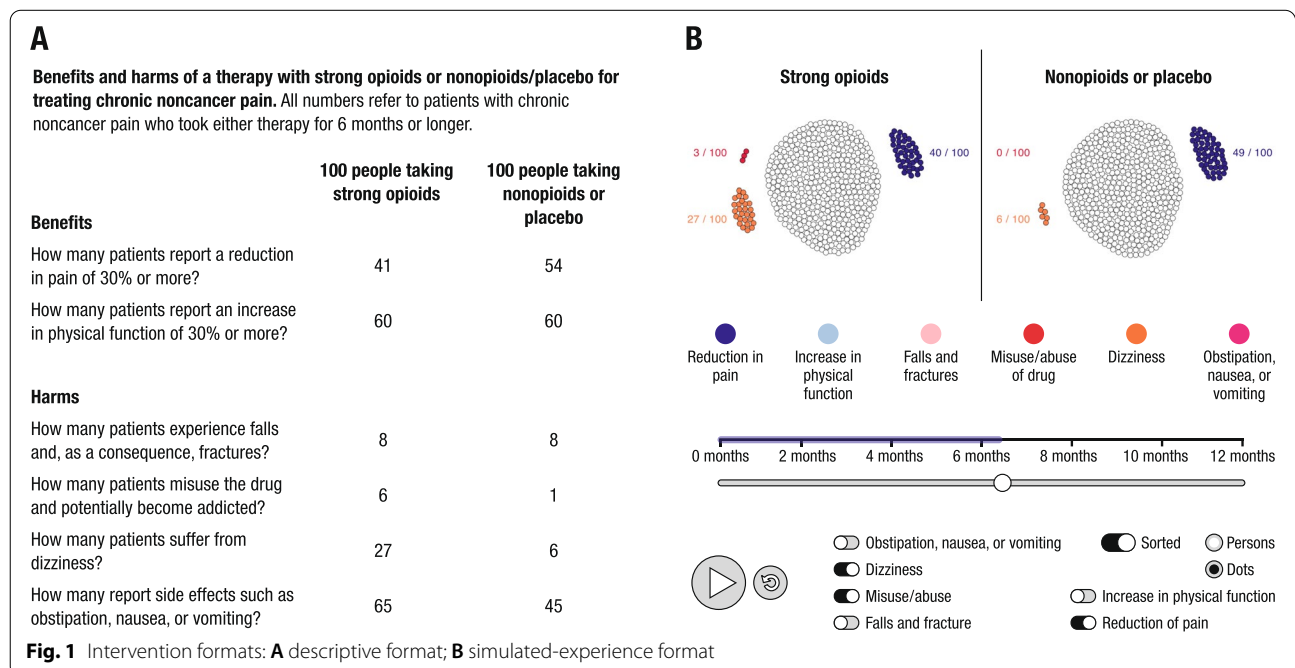 A
Benefits and harms of a therapy with strong opioids or nonopioids/placebo for
treating chronic noncancer pain. All numbers refer to patients with chronic
noncancer pain who took either therapy for 6 months or longer.
100 people taking
strong opioids
100 people taking
nonopioids or
placebo
Benefits
How many patients report a reduction
in pain of 30% or more?
41
54
How many patients report an increase
in physical function of 30% or more?
60
60
Harms
How many patients experience falls
and, as a consequence, fractures?
8
8
How many patients misuse the drug
and potentially become addicted?
6
1
How many patients suffer from
dizziness?
27
6
How many report side effects such as
obstipation, nausea, or vomiting?
65
45
B
Strong opioids
3 / 100
40 / 100
27 / 100
Nonopioids or placebo
0 / 100
49 / 100
6 / 100
Reduction in
pain
Increase in
physical
function
Falls and
fractures
Misuse/abuse
of drug
Dizziness
Obstipation,
nausea, or
vomiting
0 months 2 months 4 months 6 months 8 months 10 months 12 months
Obstipation, nausea, or vomiting
Dizziness
Misuse/abuse
Falls and fracture
Sorted
Persons
Dots
Increase in physical function
Reduction of pain
Fig. 1 Intervention formats: A descriptive format; B simulated-experience format